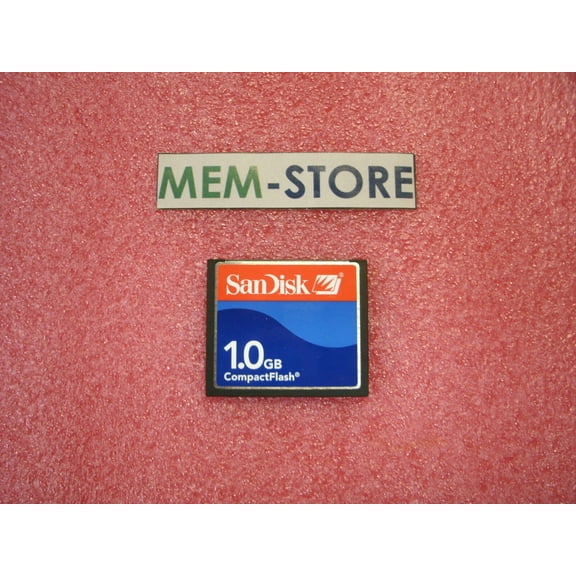 MEM-STORE
SanDisk ®
1.0GB
CompactFlash®